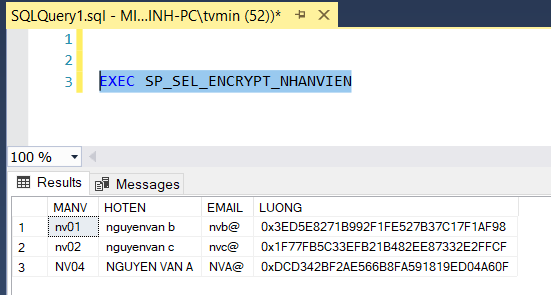 SQLQuery1.sql - MI...INH-PC\tvmin (52))*
1
2
3 EXEC SP_SEL_ENCRYPT_NHANVIEN
100 %
Results Messages
MANV HOTEN EMAIL LUONG
1 nv01 nguyenvan b nvb@ 0x3ED5E8271B992F1FE527B37C17F1AF98
2 nv02 nguyenvan c nvc@ 0x1F77FB5C33EFB21B482EE87332E2FFCF
3 NV04 NGUYEN VAN A NVA@ 0xDCD342BF2AE566B8FA591819ED04A60F